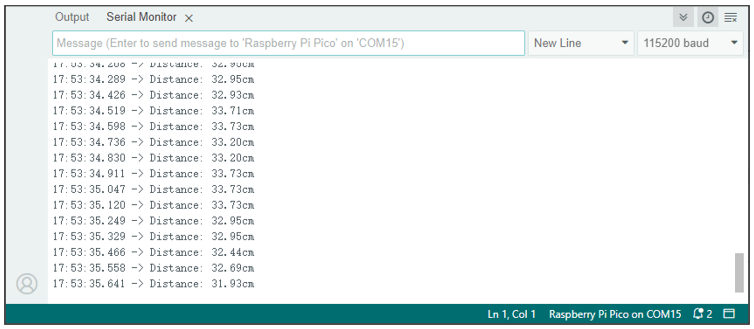 Output Serial Monitor ×
Message (Enter to send message to 'Raspberry Pi Pico' on 'COM15')
New Line
115200 baud
17:53:34.268 -> Distance: 32.95cm
17:53:34.289 -> Distance: 32.95cm
17:53:34.426 -> Distance: 32.93cm
17:53:34.519 -> Distance: 33.71cm
17:53:34.598 -> Distance: 33.73cm
17:53:34.736 -> Distance: 33.20cm
17:53:34.830 -> Distance: 33.20cm
17:53:34.911 -> Distance: 33.73cm
17:53:35.047 -> Distance: 33.73cm
17:53:35.120 -> Distance: 33.73cm
17:53:35.249 -> Distance: 32.95cm
17:53:35.329 -> Distance: 32.95cm
17:53:35.466 -> Distance: 32.44cm
17:53:35.558 -> Distance: 32.69cm
17:53:35.641 -> Distance: 31.93cm
Ln 1, Col 1 Raspberry Pi Pico on COM15 2